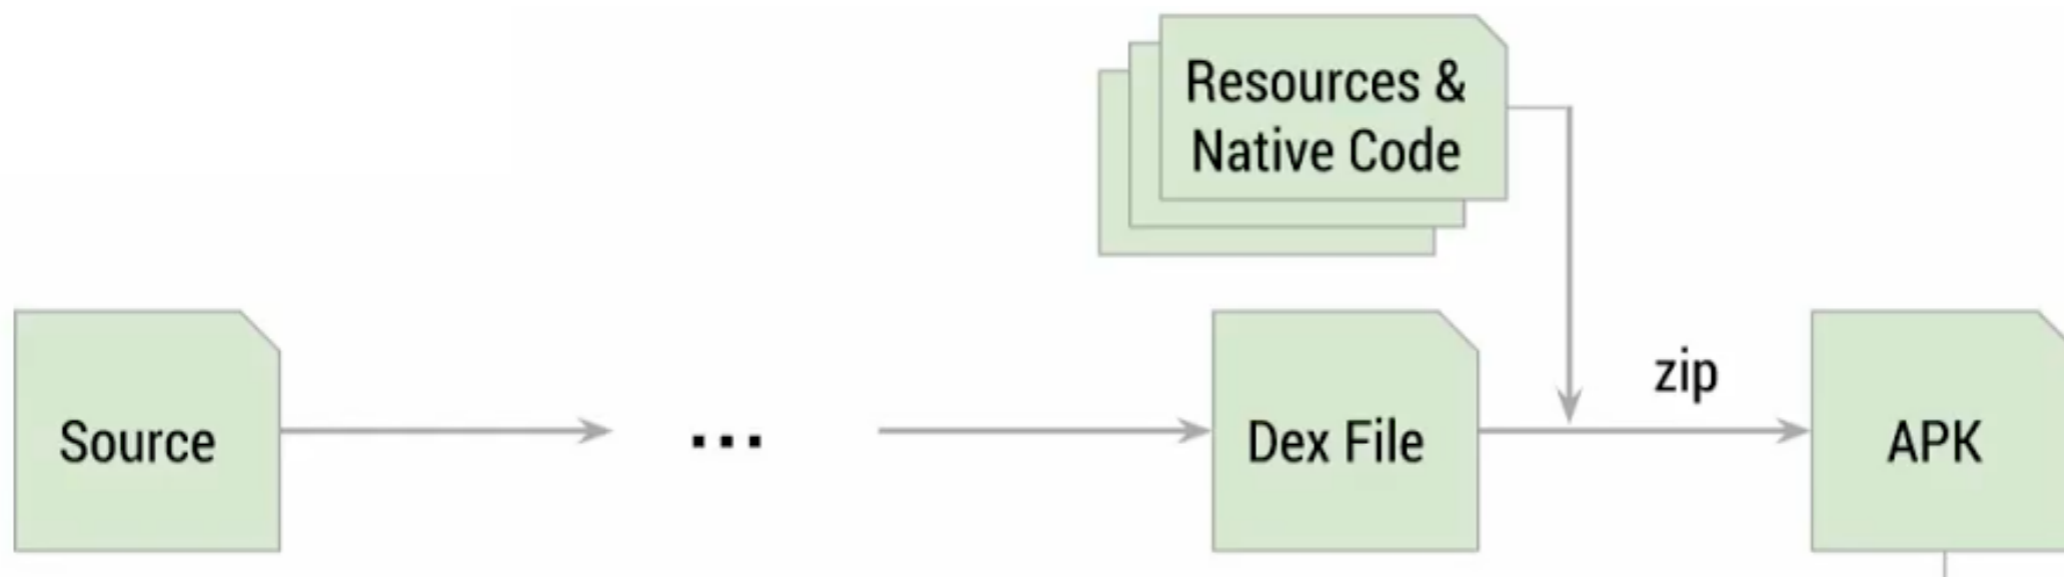 Resources &
Native Code
zip
Source
...
Dex File
APK